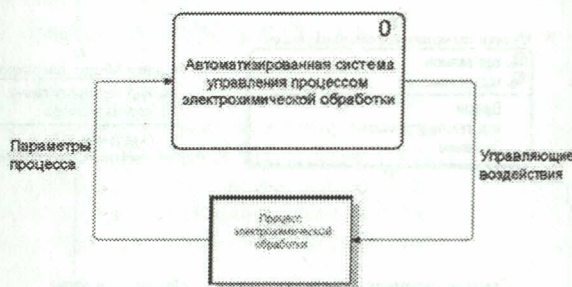 0
Автоматизированная система
управления процессом
электрохимической обработки
Параметры
процесса
Управляющие
воздействия
Процесс
электрохимической
обработки